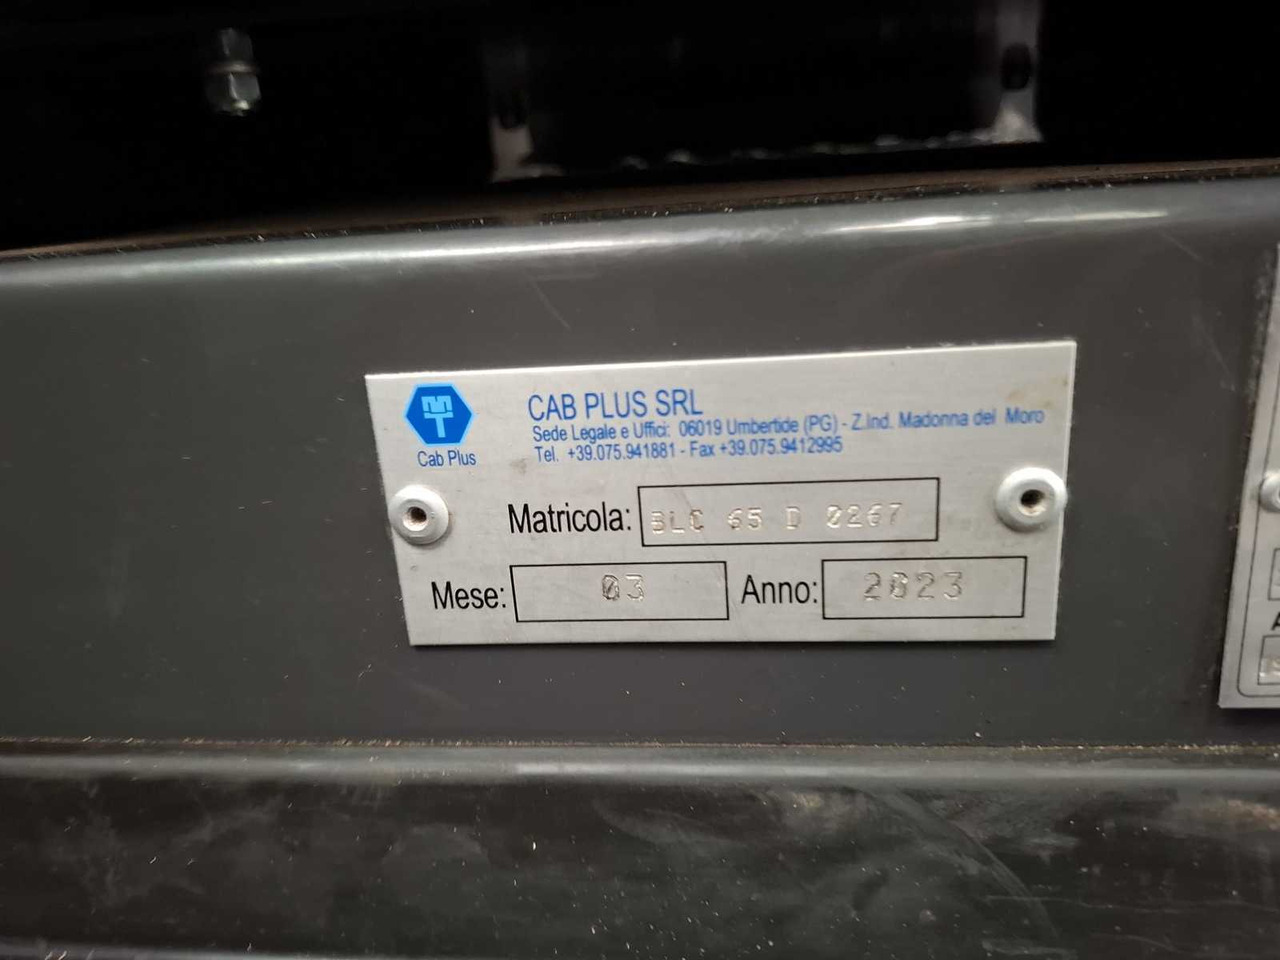 CAB PLUS SRL
Sede Legale e Uffici: 06019 Umbertide (PG) - Z.Ind. Madonna del Moro
Tel. +39.075.941881 - Fax +39.075.9412995
Cab Plus
Matricola: BLC 65 D 0267
Mese: 03 Anno: 2023